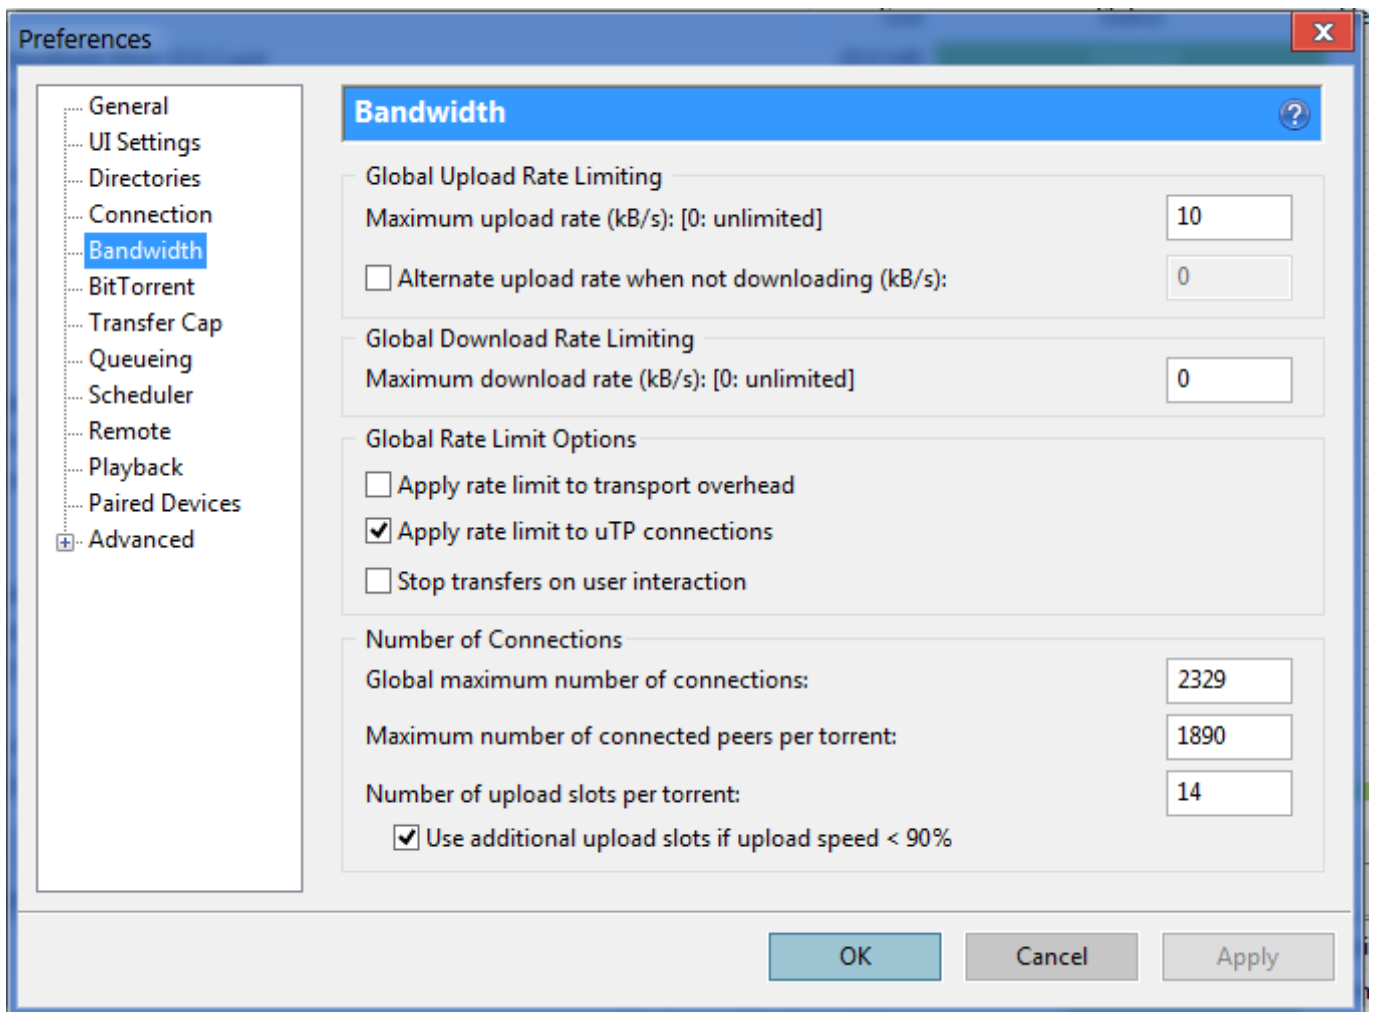 Preferences
x
General
UI Settings
Directories
Connection
Bandwidth
BitTorrent
Transfer Cap
Queueing
Scheduler
Remote
Playback
Paired Devices
Advanced
Bandwidth
?
Global Upload Rate Limiting
Maximum upload rate (kB/s): [0: unlimited] 10
Alternate upload rate when not downloading (kB/s): 0
Global Download Rate Limiting
Maximum download rate (kB/s): [0: unlimited] 0
Global Rate Limit Options
Apply rate limit to transport overhead
Apply rate limit to uTP connections
Stop transfers on user interaction
Number of Connections
Global maximum number of connections: 2329
Maximum number of connected peers per torrent: 1890
Number of upload slots per torrent: 14
Use additional upload slots if upload speed < 90%
OK Cancel Apply